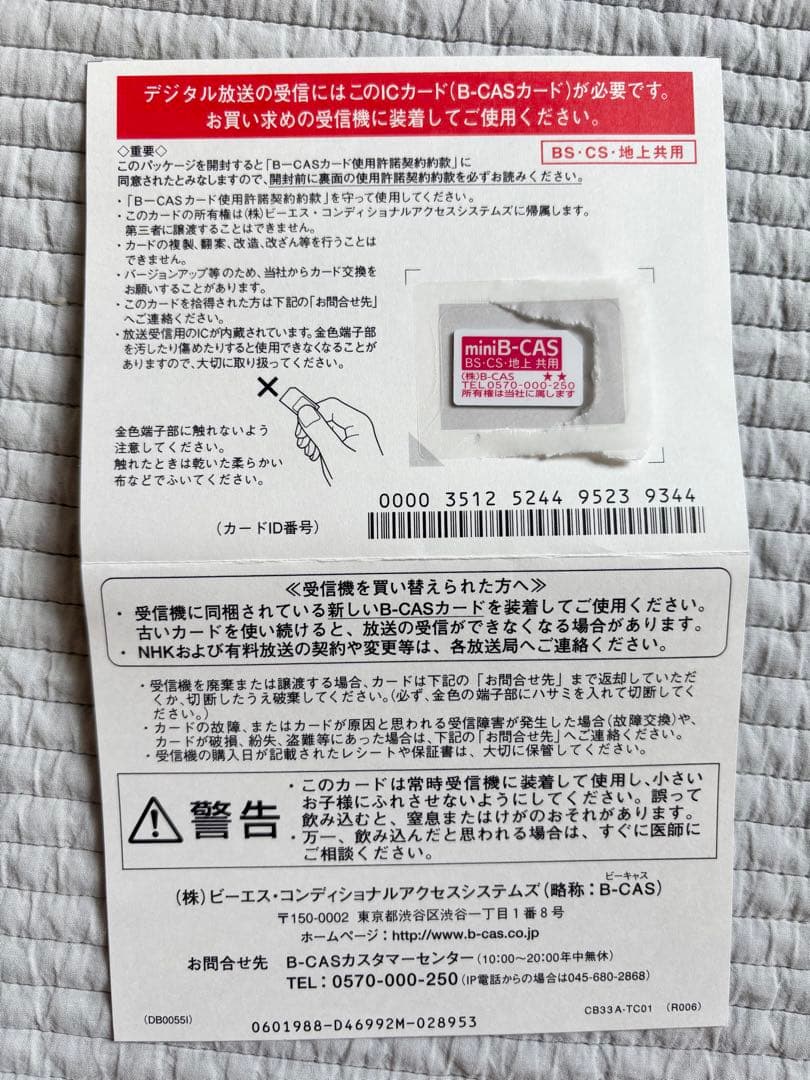 デジタル放送の受信にはこのICカード(B-CASカード)が必要です。
お買い求めの受信機に装着してご使用ください。
◇重要◇
BS・CS・地上共用
このパッケージを開封すると「B-CASカード使用許諾契約約款」に
同意されたとみなしますので、開封前に裏面の使用許諾契約約款を必ずお読みください。
・「B-CASカード使用許諾契約約款」を守って使用してください。
・このカードの所有権は(株)ビーエス・コンディショナルアクセスシステムズに帰属します。
第三者に譲渡することはできません。
・カードの複製、翻案、改造、改ざん等を行うことは
できません。
・バージョンアップ等のため、当社からカード交換を
お願いすることがあります。
・このカードを拾得された方は下記の「お問合せ先」
へご連絡ください。
・放送受信用のICが内蔵されています。金色端子部
を汚したり傷めたりすると使用できなくなることが
ありますので、大切に取り扱ってください。
miniB-CAS
BS・CS・地上 共用
(株)B-CAS ★★
TEL0570-000-250
所有権は当社に属します
金色端子部に触れないよう
注意してください。
触れたときは乾いた柔らかい
布などでふいてください。
0000 3512 5244 9523 9344
(カードID番号)
≪受信機を買い替えられた方へ≫
・受信機に同梱されている新しいB-CASカードを装着してご使用ください。
古いカードを使い続けると、放送の受信ができなくなる場合があります。
・NHKおよび有料放送の契約や変更等は、各放送局へご連絡ください。
・受信機を廃棄または譲渡する場合、カードは下記の「お問合せ先」まで返却していただ
くか、切断したうえ破棄してください。(必ず、金色の端子部にハサミを入れて切断してく
ださい。)
・カードの故障、またはカードが原因と思われる受信障害が発生した場合(故障交換)や、
カードが破損、紛失、盗難等にあった場合は、下記の「お問合せ先」へご連絡ください。
・受信機の購入日が記載されたレシートや保証書は、大切に保管してください。
警告
・このカードは常時受信機に装着して使用し、小さい
お子様にふれさせないようにしてください。誤って
飲み込むと、窒息またはけがのおそれがあります。
・万一、飲み込んだと思われる場合は、すぐに医師に
ご相談ください。
(株)ビーエス・コンディショナルアクセスシステムズ(略称:B-CAS)
ビーキャス
〒150-0002 東京都渋谷区渋谷一丁目1番8号
ホームページ:http://www.b-cas.co.jp
お問合せ先 B-CASカスタマーセンター(10:00~20:00年中無休)
TEL:0570-000-250(IP電話からの場合は045-680-2868)
(DB0055I)
0601988-D46992M-028953
CB33A-TC01 (R006)